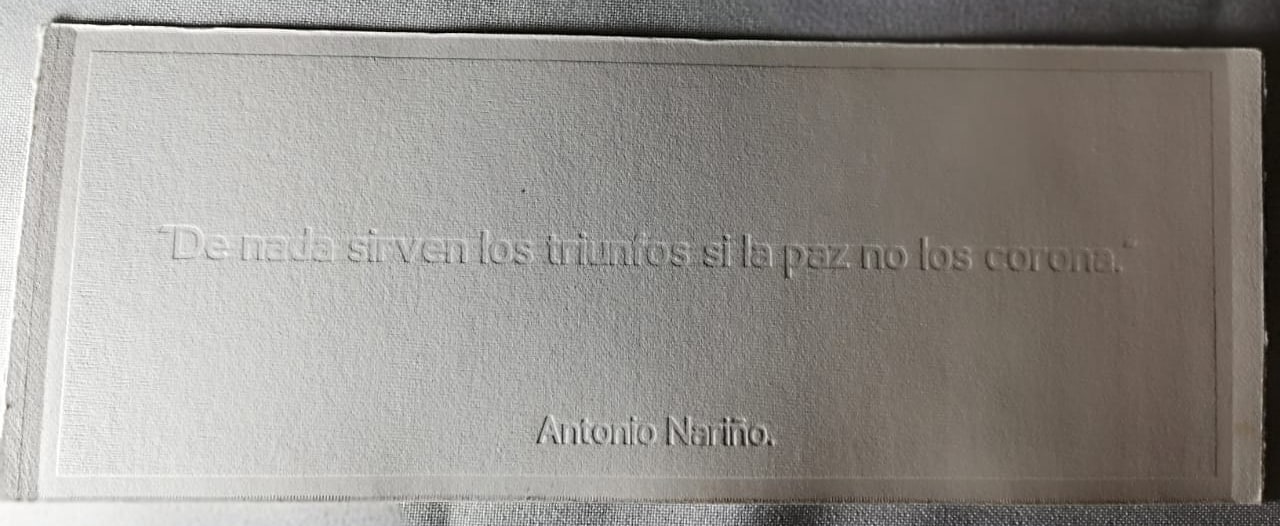 "De nada sirven los triunfos si la paz no los corona."
Antonio Nariño.